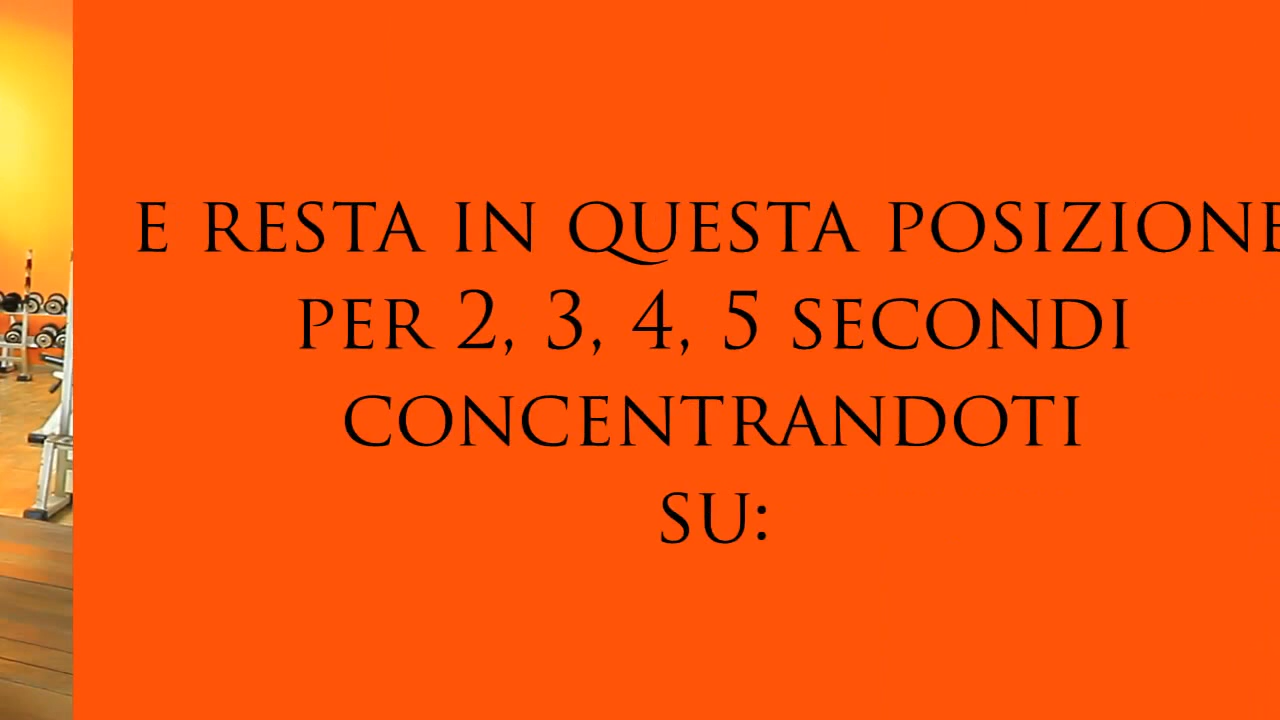 E RESTA IN QUESTA POSIZIONE
PER 2, 3, 4, 5 SECONDI
CONCENTRANDOTI
SU: